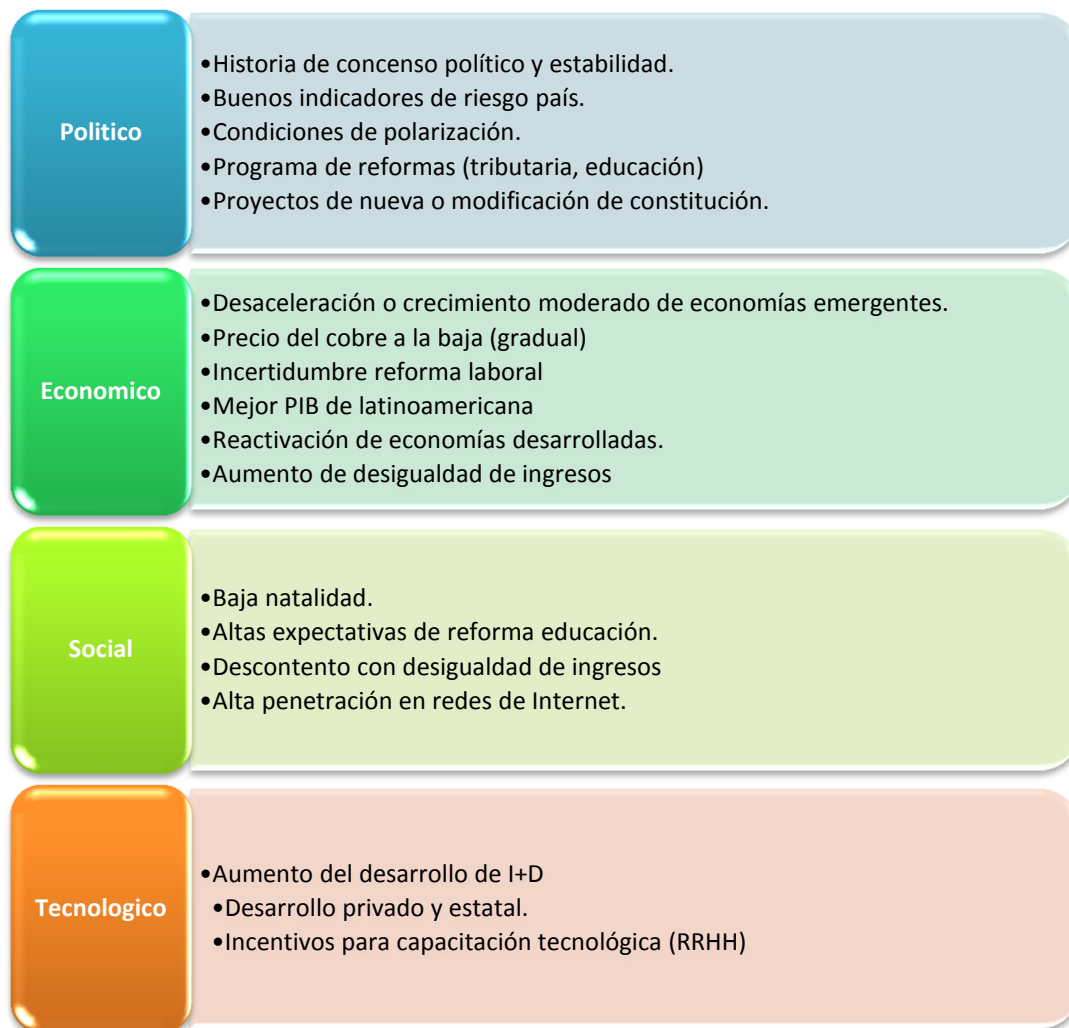 Politico
•Historia de concenso político y estabilidad.
•Buenos indicadores de riesgo país.
•Condiciones de polarización.
•Programa de reformas (tributaria, educación)
•Proyectos de nueva o modificación de constitución.
Economico
•Desaceleración o crecimiento moderado de economías emergentes.
•Precio del cobre a la baja (gradual)
•Incertidumbre reforma laboral
•Mejor PIB de latinoamericana
•Reactivación de economías desarrolladas.
•Aumento de desigualdad de ingresos
Social
•Baja natalidad.
•Altas expectativas de reforma educación.
•Descontento con desigualdad de ingresos
•Alta penetración en redes de Internet.
Tecnologico
•Aumento del desarrollo de I+D
•Desarrollo privado y estatal.
•Incentivos para capacitación tecnológica (RRHH)